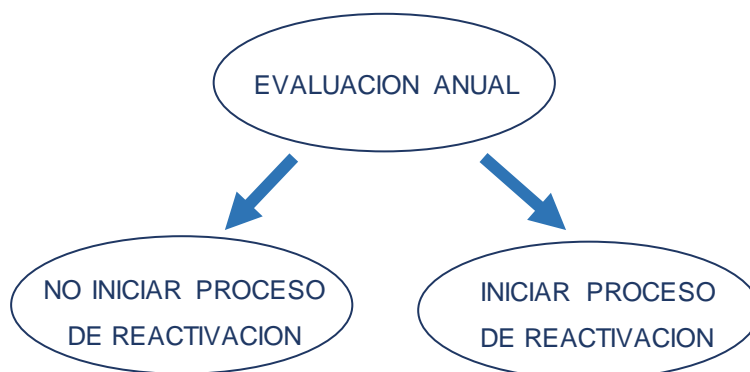 EVALUACION ANUAL
NO INICIAR PROCESO
DE REACTIVACION
INICIAR PROCESO
DE REACTIVACION